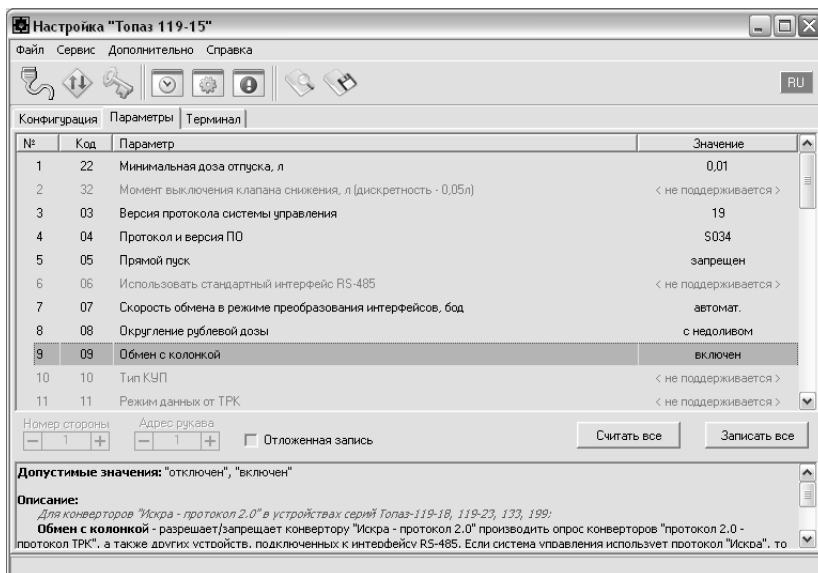 Настройка "Топаз 119-15"
Файл Сервис Дополнительно Справка
RU
Конфигурация Параметры Терминал
№ Код Параметр Значение
1 22 Минимальная доза отпуска, л 0,01
2 32 Момент выключения клапана снижения, л (дискретность - 0,05л) < не поддерживается >
3 03 Версия протокола системы управления 19
4 04 Протокол и версия ПО S034
5 05 Прямой пуск запрещен
6 06 Использовать стандартный интерфейс RS-485 < не поддерживается >
7 07 Скорость обмена в режиме преобразования интерфейсов, бод автомат.
8 08 Округление рублевой дозы с недоливом
9 09 Обмен с колонкой включен
10 10 Тип КУП < не поддерживается >
11 11 Режим данных от ТРК < не поддерживается >
Номер стороны Адрес рукава
1 1 Отложенная запись Считать все Записать все
Допустимые значения: "отключен", "включен"
Описание:
Для конверторов "Искра - протокол 2.0" в устройствах серий Топаз-119-18, 119-23, 133, 199:
Обмен с колонкой - разрешает/запрещает конвертору "Искра - протокол 2.0" производить опрос конверторов "протокол 2.0 -
протокол ТРК", а также других устройств, подключенных к интерфейсу RS-485. Если система управления использует протокол "Искра", то